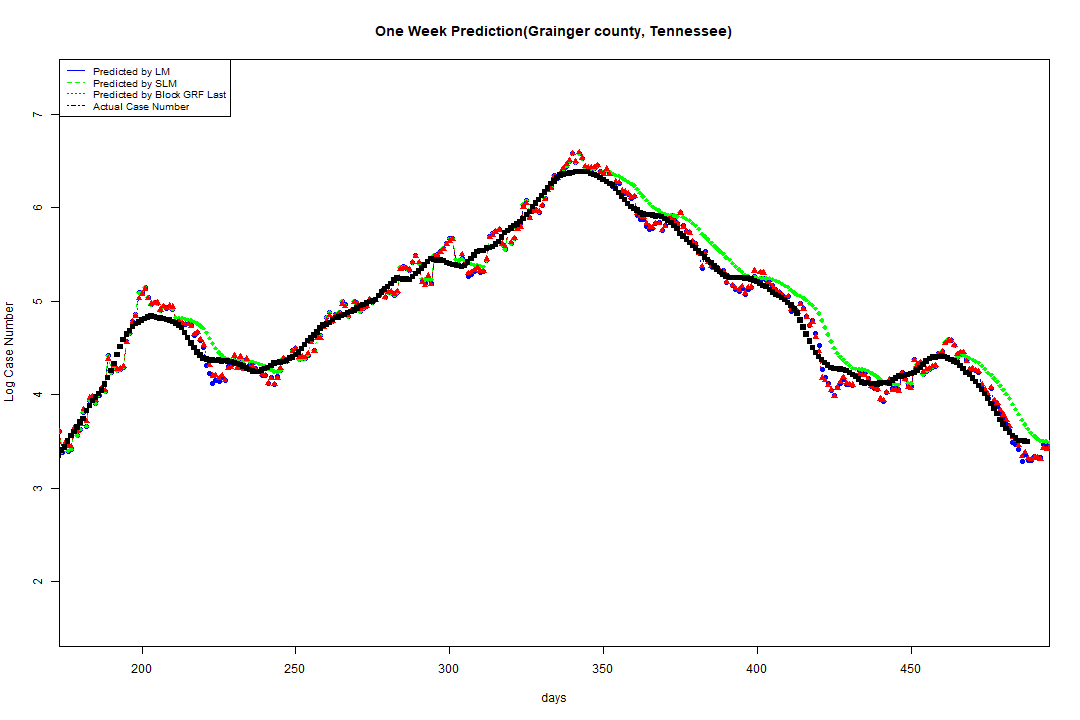 One Week Prediction(Grainger county, Tennessee)
Predicted by LM
Predicted by SLM
Predicted by Block GRF Last
Actual Case Number
7
6
5
4
3
2
Log Case Number
200 250 300 350 400 450
days